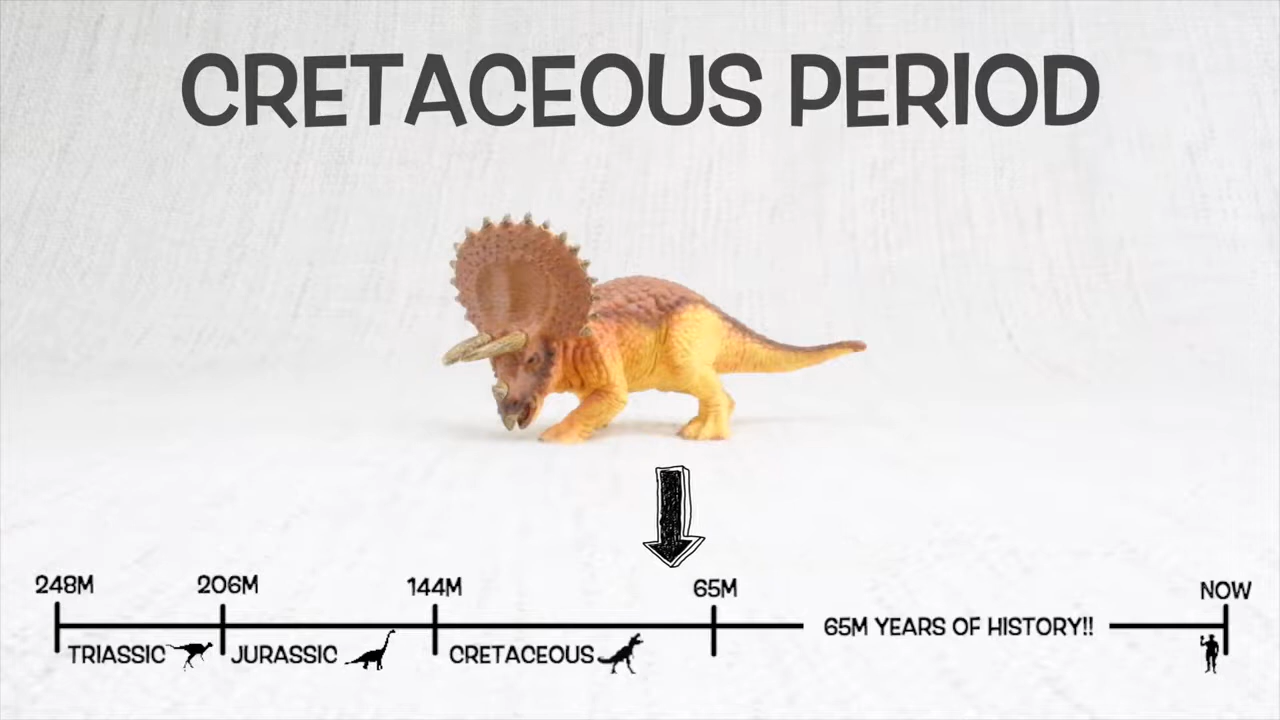 CRETACEOUS PERIOD
248M 206M 144M 65M NOW
65M YEARS OF HISTORY!!
TRIASSIC JURASSIC CRETACEOUS